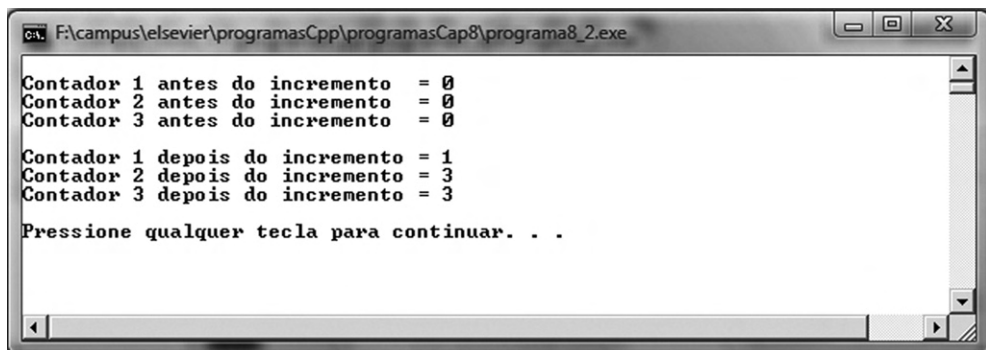 F:\campus\elsevier\programasCpp\programasCap8\programa8_2.exe
Contador 1 antes do incremento = 0
Contador 2 antes do incremento = 0
Contador 3 antes do incremento = 0
Contador 1 depois do incremento = 1
Contador 2 depois do incremento = 3
Contador 3 depois do incremento = 3
Pressione qualquer tecla para continuar. . .